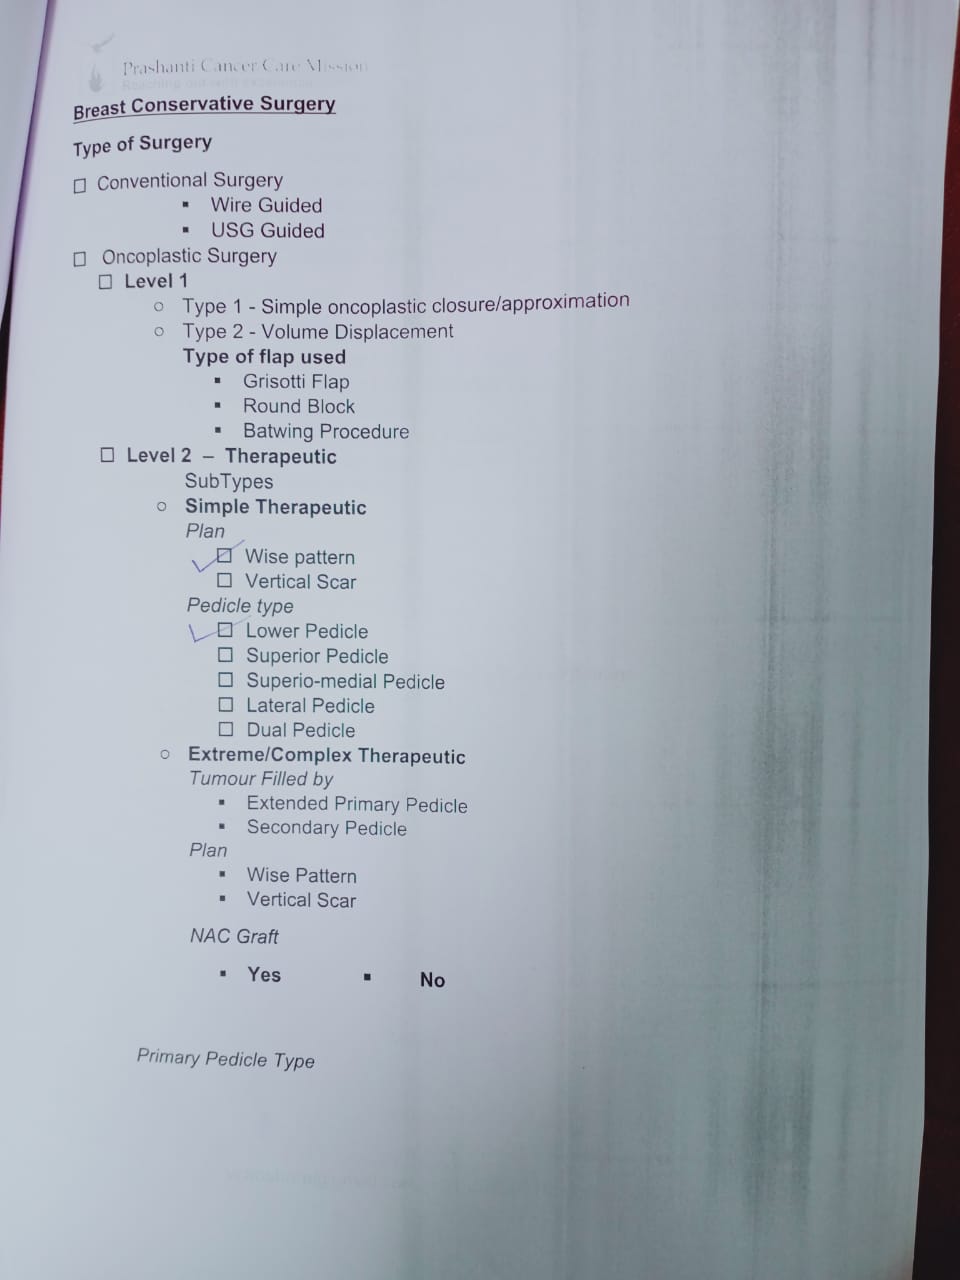 Prashanti Cancer Care Mission
Breast Conservative Surgery
Type of Surgery
☐ Conventional Surgery
▪ Wire Guided
▪ USG Guided
☐ Oncoplastic Surgery
☐ Level 1
○ Type 1 - Simple oncoplastic closure/approximation
○ Type 2 - Volume Displacement
Type of flap used
▪ Grisotti Flap
▪ Round Block
▪ Batwing Procedure
☐ Level 2 – Therapeutic
SubTypes
○ Simple Therapeutic
Plan
☑ Wise pattern
☐ Vertical Scar
Pedicle type
☑ Lower Pedicle
☐ Superior Pedicle
☐ Superio-medial Pedicle
☐ Lateral Pedicle
☐ Dual Pedicle
○ Extreme/Complex Therapeutic
Tumour Filled by
▪ Extended Primary Pedicle
▪ Secondary Pedicle
Plan
▪ Wise Pattern
▪ Vertical Scar
NAC Graft
▪ Yes ▪ No
Primary Pedicle Type